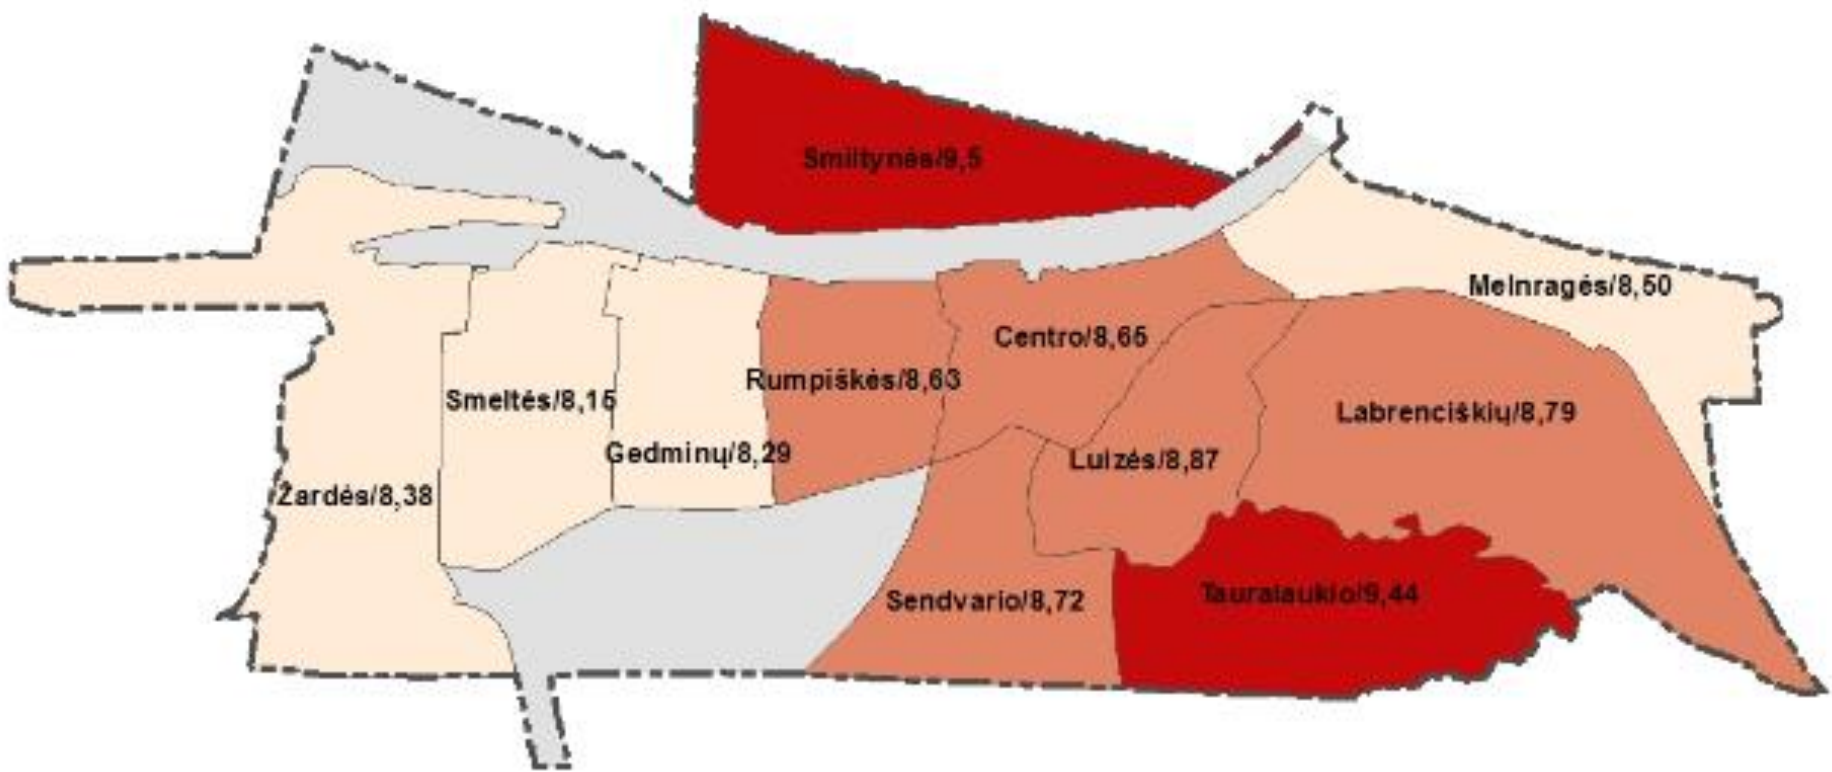 Smiltynės/9,5
Melnragės/8,50
Centro/8,65
Rumpiškės/8,63
Smeltės/8,15
Labrenciškių/8,79
Gedminų/8,29
Luizės/8,87
Žardės/8,38
Sendvario/8,72
Tauralaukio/9,44